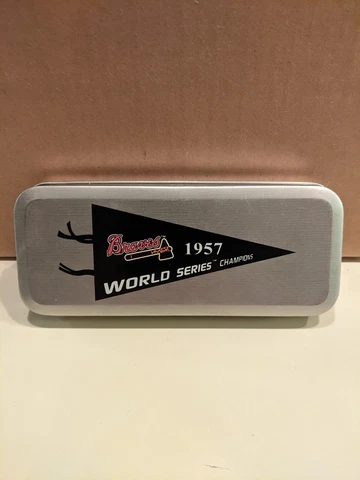 Braves 1957
WORLD SERIES™ CHAMPIONS